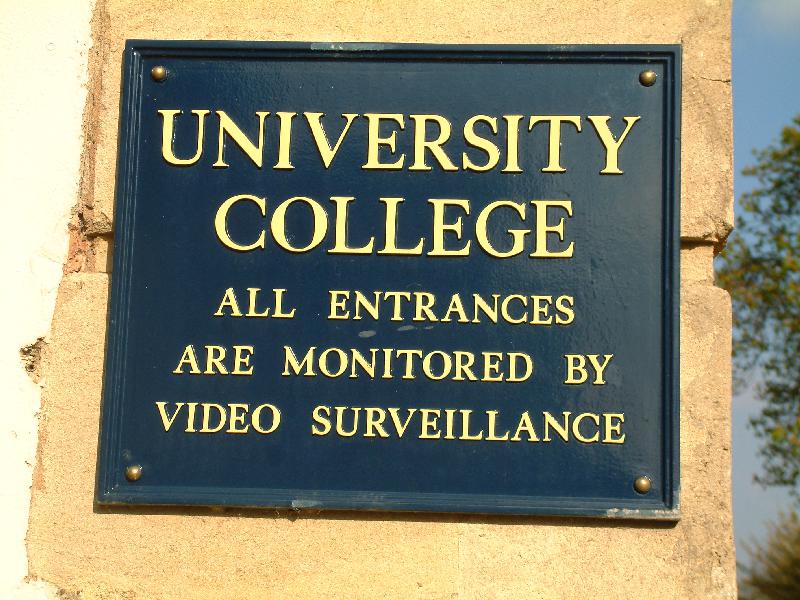 UNIVERSITY
COLLEGE
ALL ENTRANCES
ARE MONITORED BY
VIDEO SURVEILLANCE